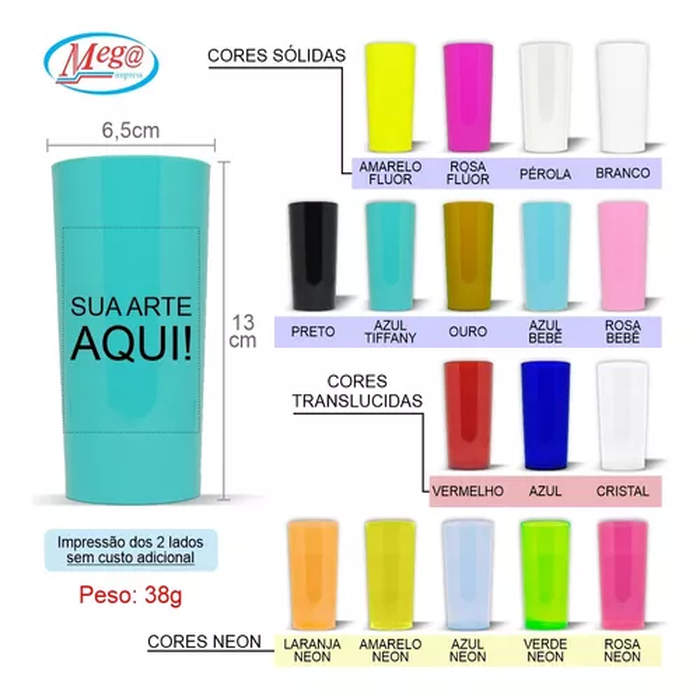 Meg@
impress
CORES SÓLIDAS
6,5cm
13
cm
SUA ARTE
AQUI!
AMARELO
FLUOR
ROSA
FLUOR
PÉROLA
BRANCO
PRETO
AZUL
TIFFANY
OURO
AZUL
BEBÊ
ROSA
BEBÊ
CORES
TRANSLUCIDAS
VERMELHO
AZUL
CRISTAL
Impressão dos 2 lados
sem custo adicional
Peso: 38g
CORES NEON
LARANJA
NEON
AMARELO
NEON
AZUL
NEON
VERDE
NEON
ROSA
NEON